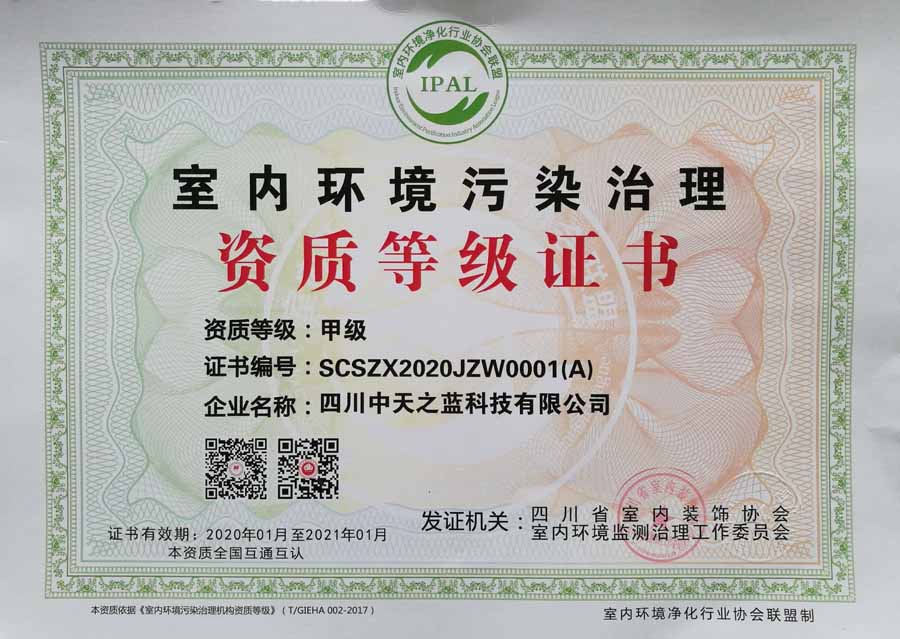 室内环境净化行业协会联盟
IPAL
Indoor Environment Purification Industry Association League
室内环境污染治理
资质等级证书
资质等级：甲级
证书编号：SCSZX2020JZW0001(A)
企业名称：四川中天之蓝科技有限公司
发证机关：四川省室内装饰协会
室内环境监测治理工作委员会
证书有效期：2020年01月至2021年01月
本资质全国互通互认
本资质依据《室内环境污染治理机构资质等级》（T/GIEHA 002-2017）
室内环境净化行业协会联盟制